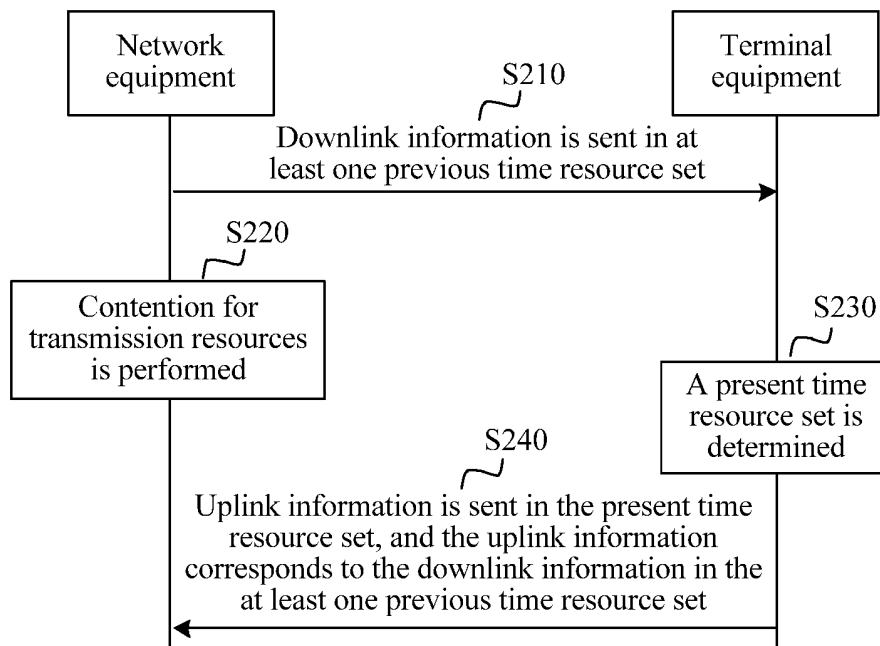 Network
equipment
Terminal
equipment
S210
Downlink information is sent in at
least one previous time resource set
S220
Contention for
transmission resources
is performed
S230
A present time
resource set is
determined
S240
Uplink information is sent in the present time
resource set, and the uplink information
corresponds to the downlink information in the
at least one previous time resource set